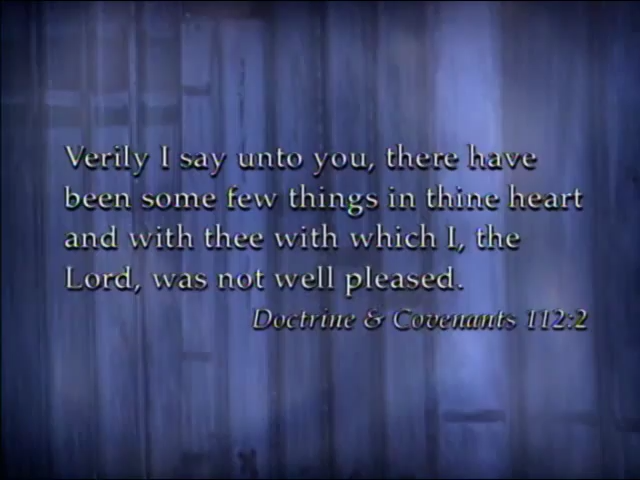 Verily I say unto you, there have
been some few things in thine heart
and with thee with which I, the
Lord, was not well pleased.
Doctrine & Covenants 112:2